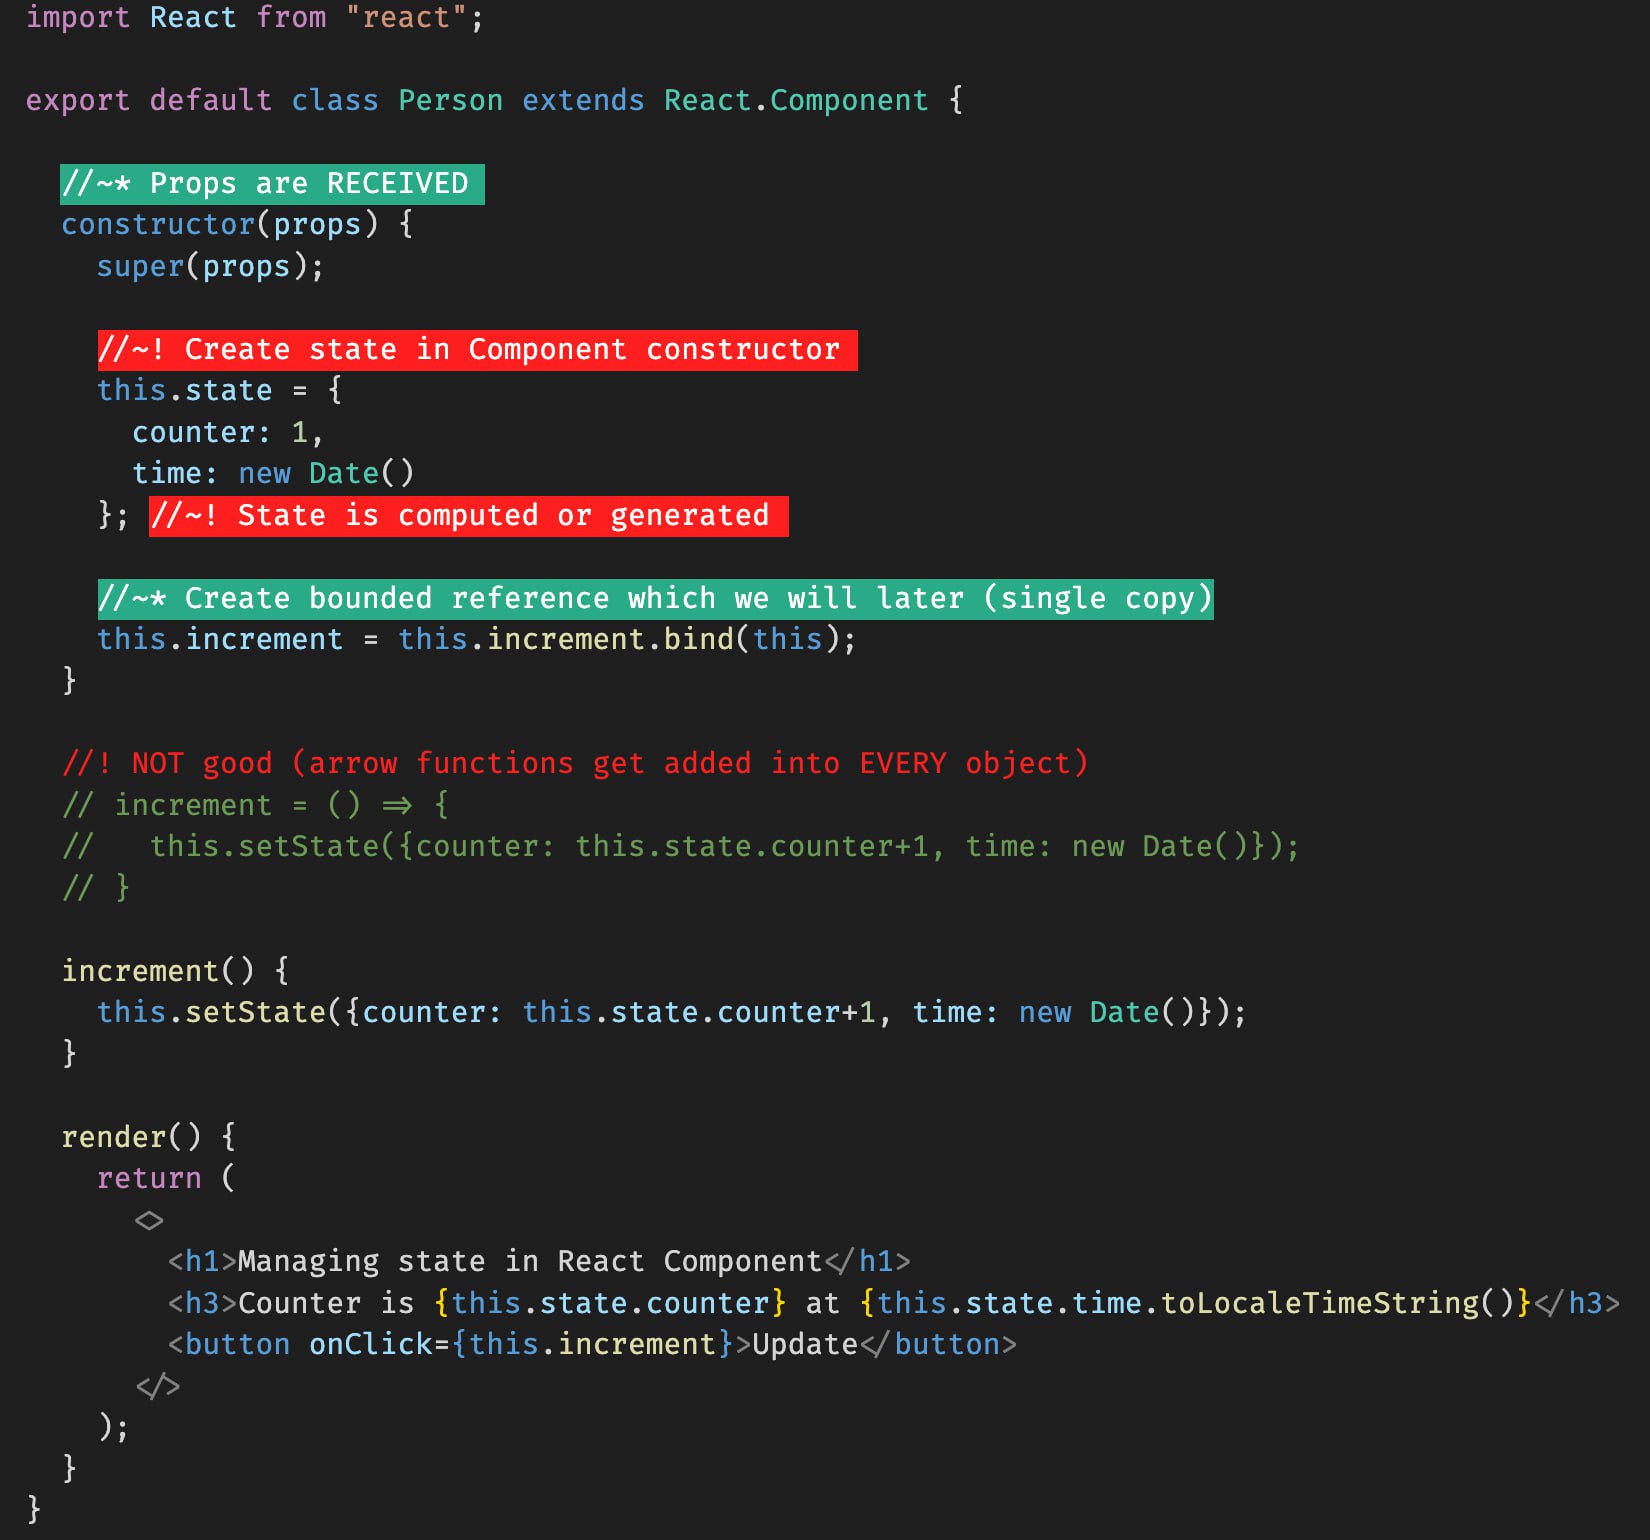 import React from "react";
export default class Person extends React.Component {
//~* Props are RECEIVED
constructor(props) {
super(props);
//~! Create state in Component constructor
this.state = {
counter: 1,
time: new Date()
}; //~! State is computed or generated
//~* Create bounded reference which we will later (single copy)
this.increment = this.increment.bind(this);
}
//! NOT good (arrow functions get added into EVERY object)
// increment = () => {
//   this.setState({counter: this.state.counter+1, time: new Date()});
// }
increment() {
this.setState({counter: this.state.counter+1, time: new Date()});
}
render() {
return (
<>
<h1>Managing state in React Component</h1>
<h3>Counter is {this.state.counter} at {this.state.time.toLocaleTimeString()}</h3>
<button onClick={this.increment}>Update</button>
</>
);
}
}